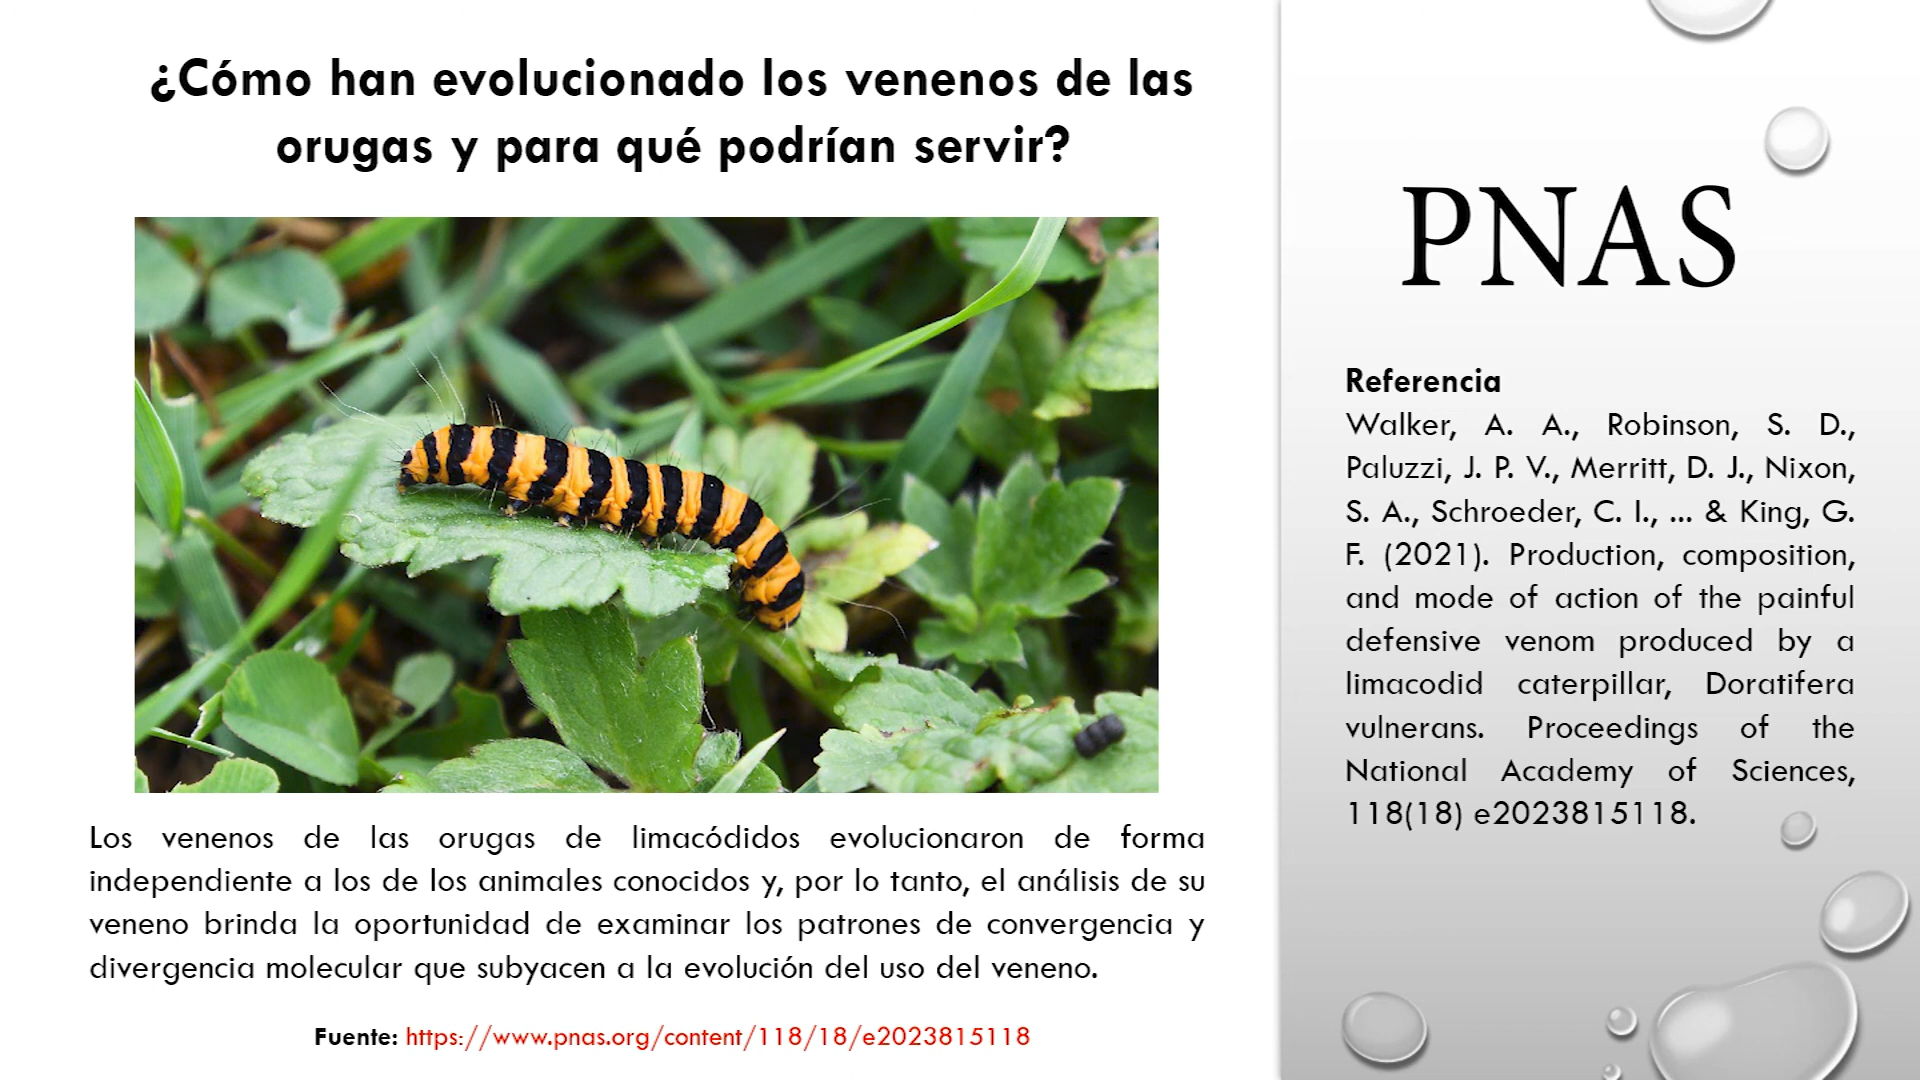 ¿Cómo han evolucionado los venenos de las
orugas y para qué podrían servir?
Los venenos de las orugas de limacódidos evolucionaron de forma
independiente a los de los animales conocidos y, por lo tanto, el análisis de su
veneno brinda la oportunidad de examinar los patrones de convergencia y
divergencia molecular que subyacen a la evolución del uso del veneno.
Fuente: https://www.pnas.org/content/118/18/e2023815118
PNAS
Referencia
Walker, A. A., Robinson, S. D.,
Paluzzi, J. P. V., Merritt, D. J., Nixon,
S. A., Schroeder, C. I., ... & King, G.
F. (2021). Production, composition,
and mode of action of the painful
defensive venom produced by a
limacodid caterpillar, Doratifera
vulnerans. Proceedings of the
National Academy of Sciences,
118(18) e2023815118.